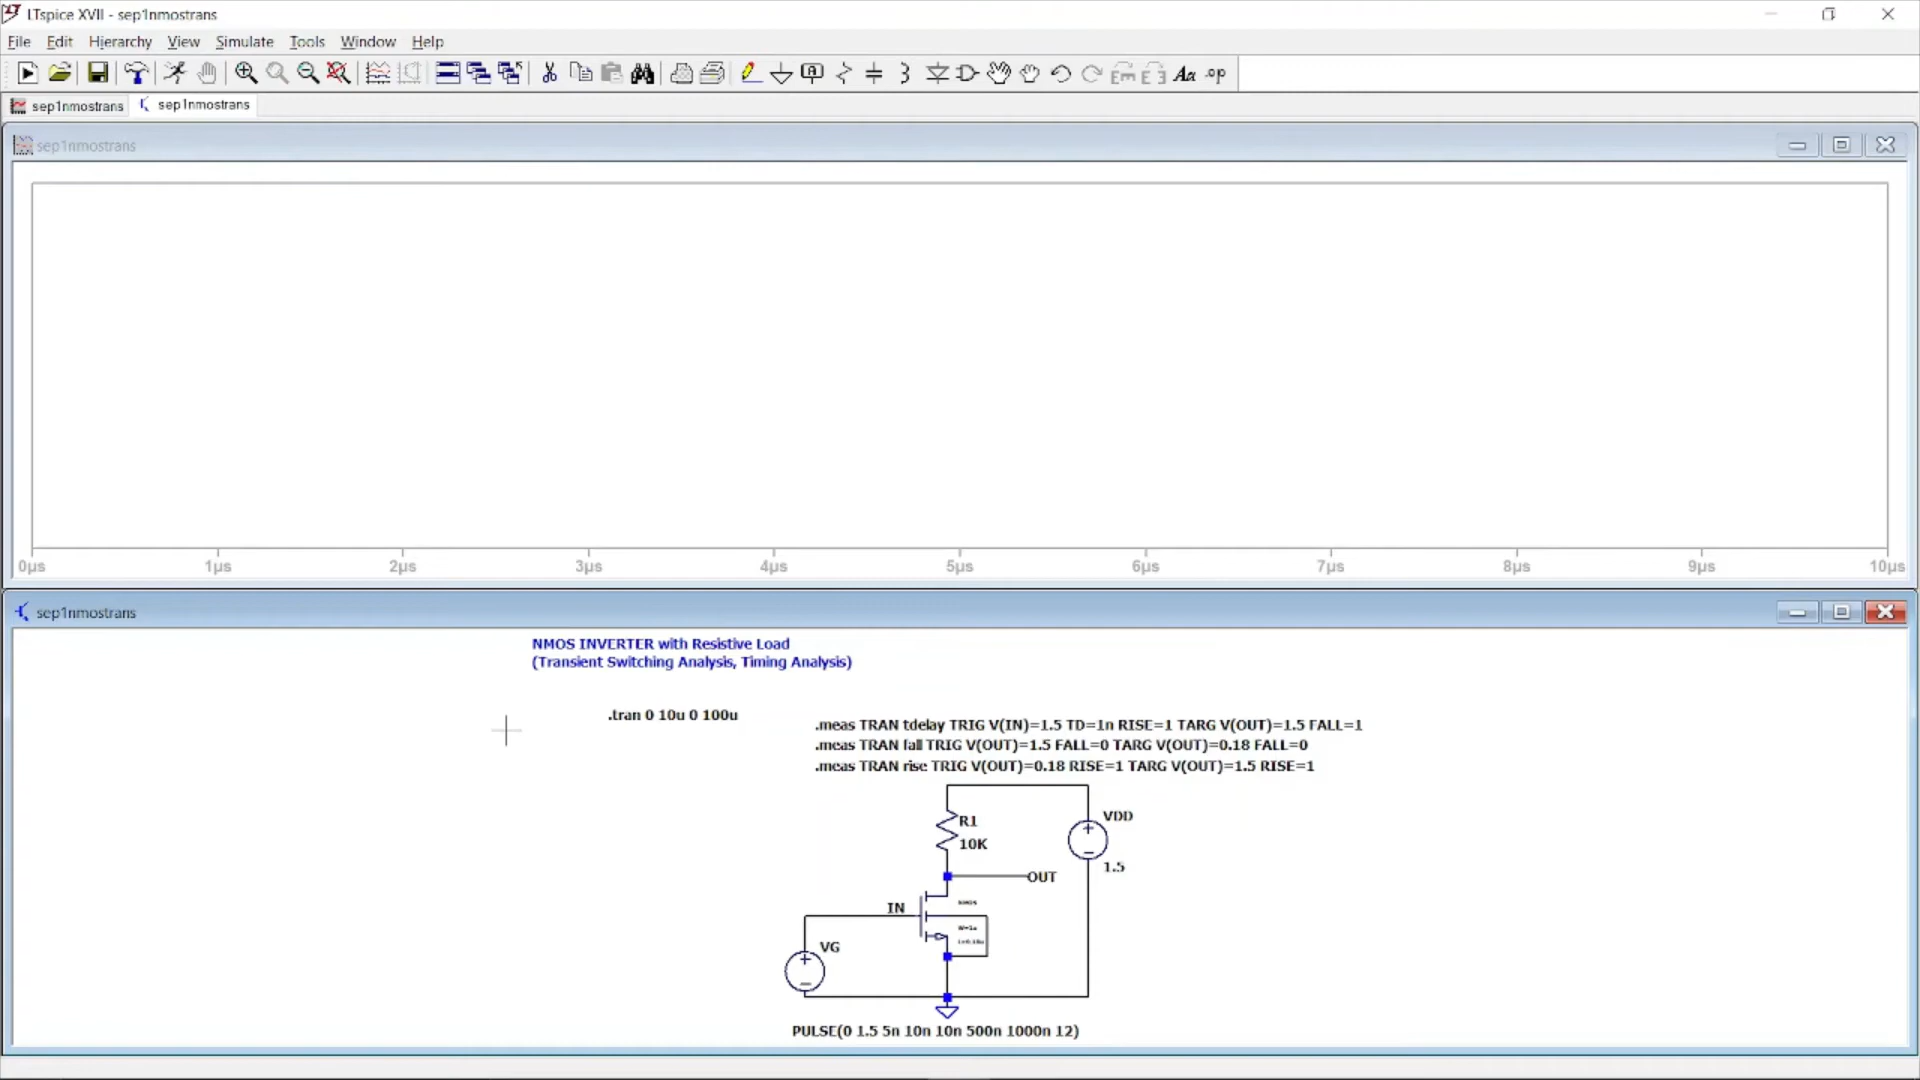 LTspice XVII - sep1nmostrans
File Edit Hierarchy View Simulate Tools Window Help
Aa .op
sep1nmostrans sep1nmostrans
sep1nmostrans
0µs 1µs 2µs 3µs 4µs 5µs 6µs 7µs 8µs 9µs 10µs
sep1nmostrans
NMOS INVERTER with Resistive Load
(Transient Switching Analysis, Timing Analysis)
.tran 0 10u 0 100u
.meas TRAN tdelay TRIG V(IN)=1.5 TD=1n RISE=1 TARG V(OUT)=1.5 FALL=1
.meas TRAN fall TRIG V(OUT)=1.5 FALL=0 TARG V(OUT)=0.18 FALL=0
.meas TRAN rise TRIG V(OUT)=0.18 RISE=1 TARG V(OUT)=1.5 RISE=1
R1
10K
VDD
1.5
OUT
IN
NMOS
W=1u
VG
PULSE(0 1.5 5n 10n 10n 500n 1000n 12)